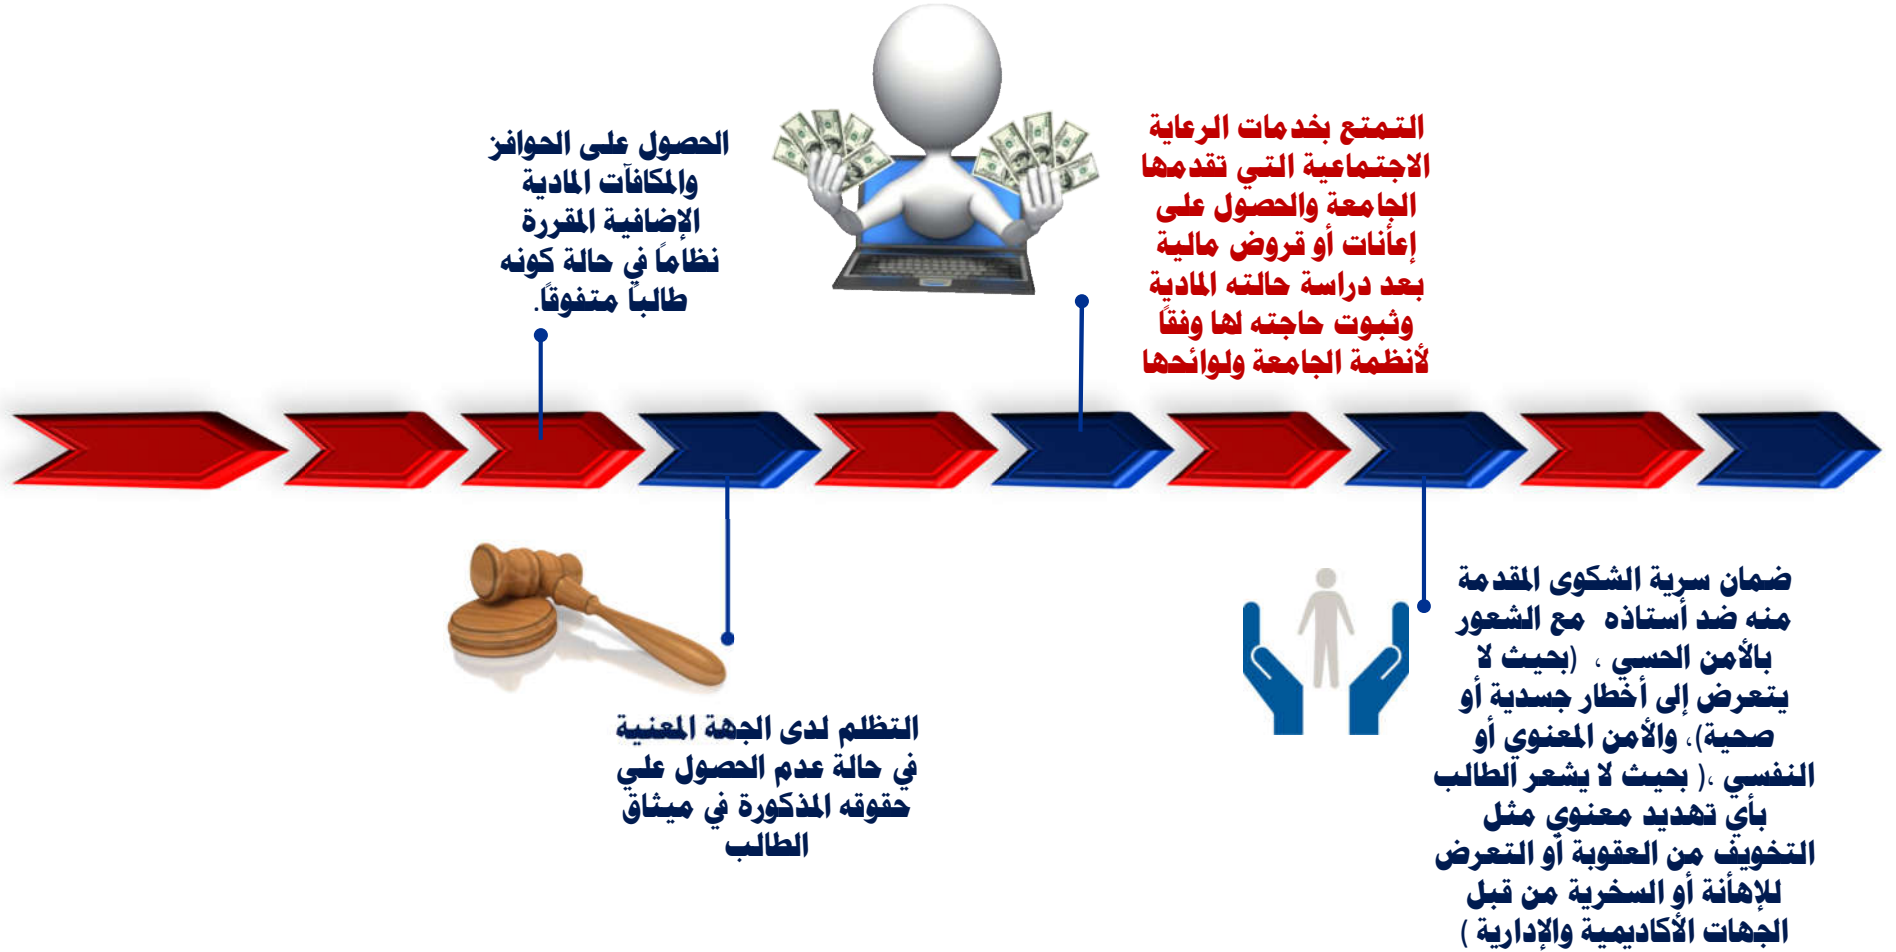 التمتع بخدمات الرعاية
الاجتماعية التي تقدمها
الجامعة والحصول على
إعأنات أو قروض مالية
بعد دراسة حالته المادية
وثبوت حاجته لها وفقاً
لأنظمة الجامعة ولوائحها
الحصول على الحوافز
والمكافآت المادية
الإضافية المقررة
نظاماً في حالة كونه
طالباً متفوقاً.
ضمان سرية الشكوى المقدمة
منه ضد أستاذه مع الشعور
بالأمن الحسي ، (بحيث لا
يتعرض إلى أخطار جسدية أو
صحية)، والأمن المعنوي أو
النفسي ،( بحيث لا يشعر الطالب
بأي تهديد معنوي مثل
التخويف من العقوبة أو التعرض
للإهأنة أو السخرية من قبل
الجهات الأكاديمية والإدارية )
التظلم لدى الجهة المعنية
في حالة عدم الحصول علي
حقوقه المذكورة في ميثاق
الطالب